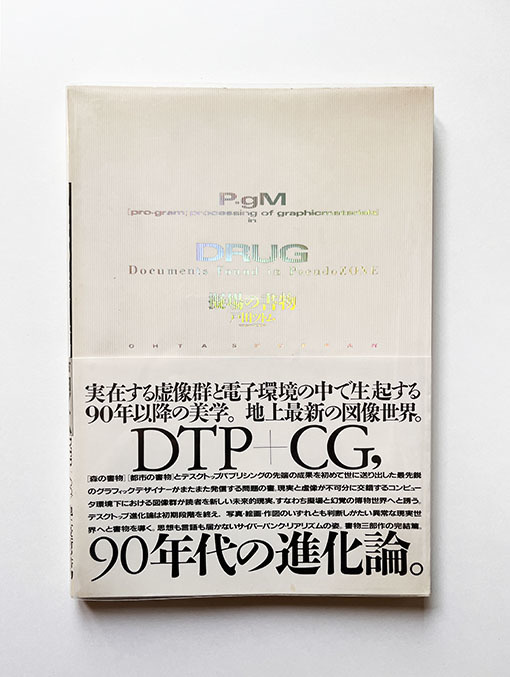 P.gM
[pro-gram; processing of graphicmaterials]
in
DRUG
Documents found in PseudoZONE
の書物
OHTA
実在する虚像群と電子環境の中で生起する
90年以降の美学。地上最新の図像世界。
DTP+CG,
[森の書物][都市の書物]とデスクトップパブリシングの先端の成果を初めて世に送り出した最先鋭
のグラフィックデザイナーがまたまた発信する問題の書。現実と虚像が不可分に交錯するコンピュー
タ環境下における図像群が読者を新しい未来的現実、すなわち圏場と幻覚の博物世界へと誘う。
デスクトップ進化論は初期段階を終え、写真・絵画・作図のいずれとも判断しがたい異常な現実世
界へと書物を導く。思想も言語も届かないサイバーパンクリアリズムの姿。書物三部作の完結篇。
90年代の進化論。